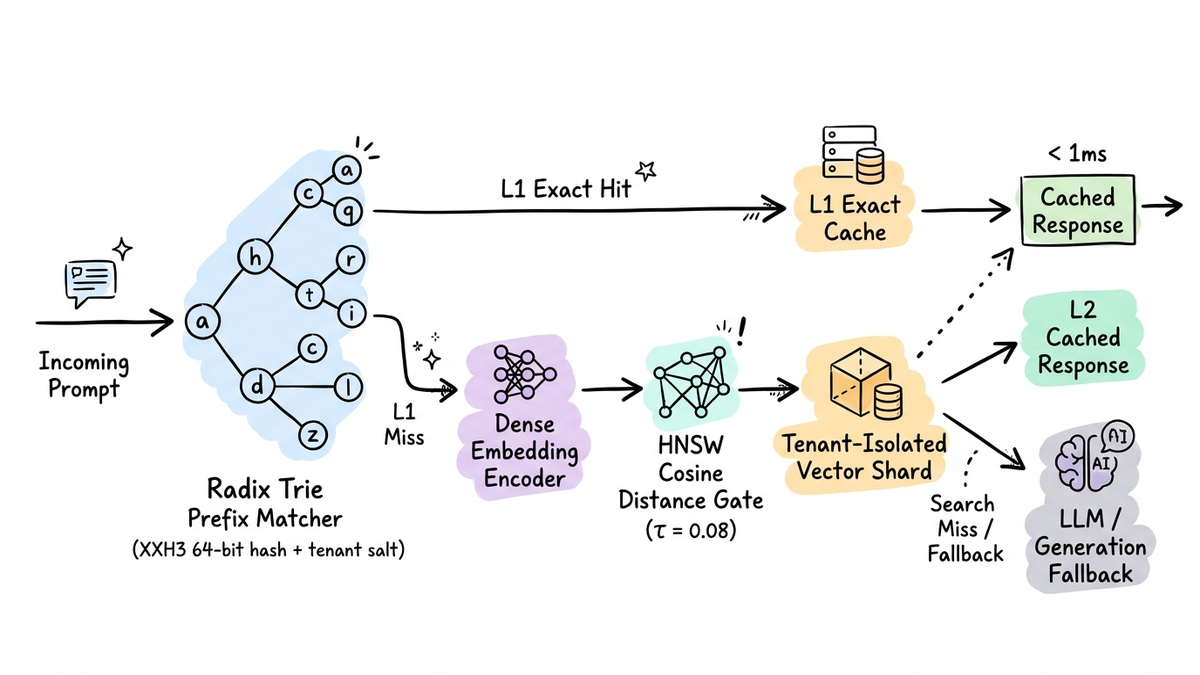 Incoming
Prompt
a
h
d
c
t
a
q
r
i
c
l
z
Radix Trie
Prefix Matcher
(XXH3 64-bit hash + tenant salt)
L1 Exact Hit
L1
Miss
Dense
Embedding
Encoder
HNSW
Cosine
Distance Gate
(τ = 0.08)
L1 Exact
Cache
Tenant-Isolated
Vector Shard
< 1ms
Cached
Response
L2
Cached
Response
Search
Miss /
Fallback
AI
AI
LLM /
Generation
Fallback